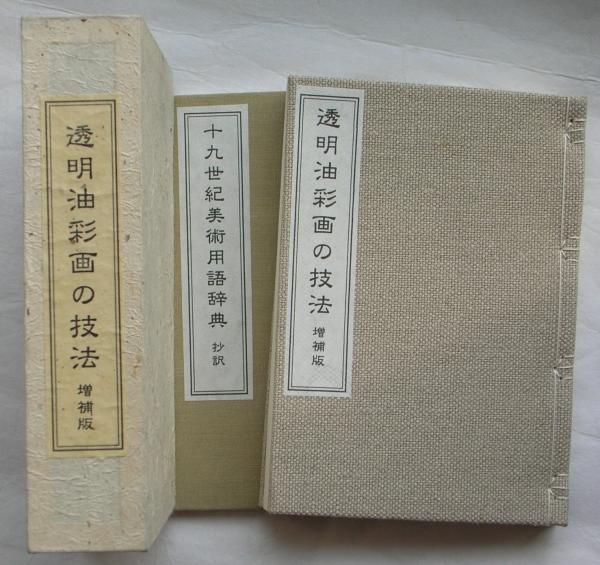 透明油彩画の技法
増補版
十九世紀美術用語辞典
抄訳
透明油彩画の技法
増補版